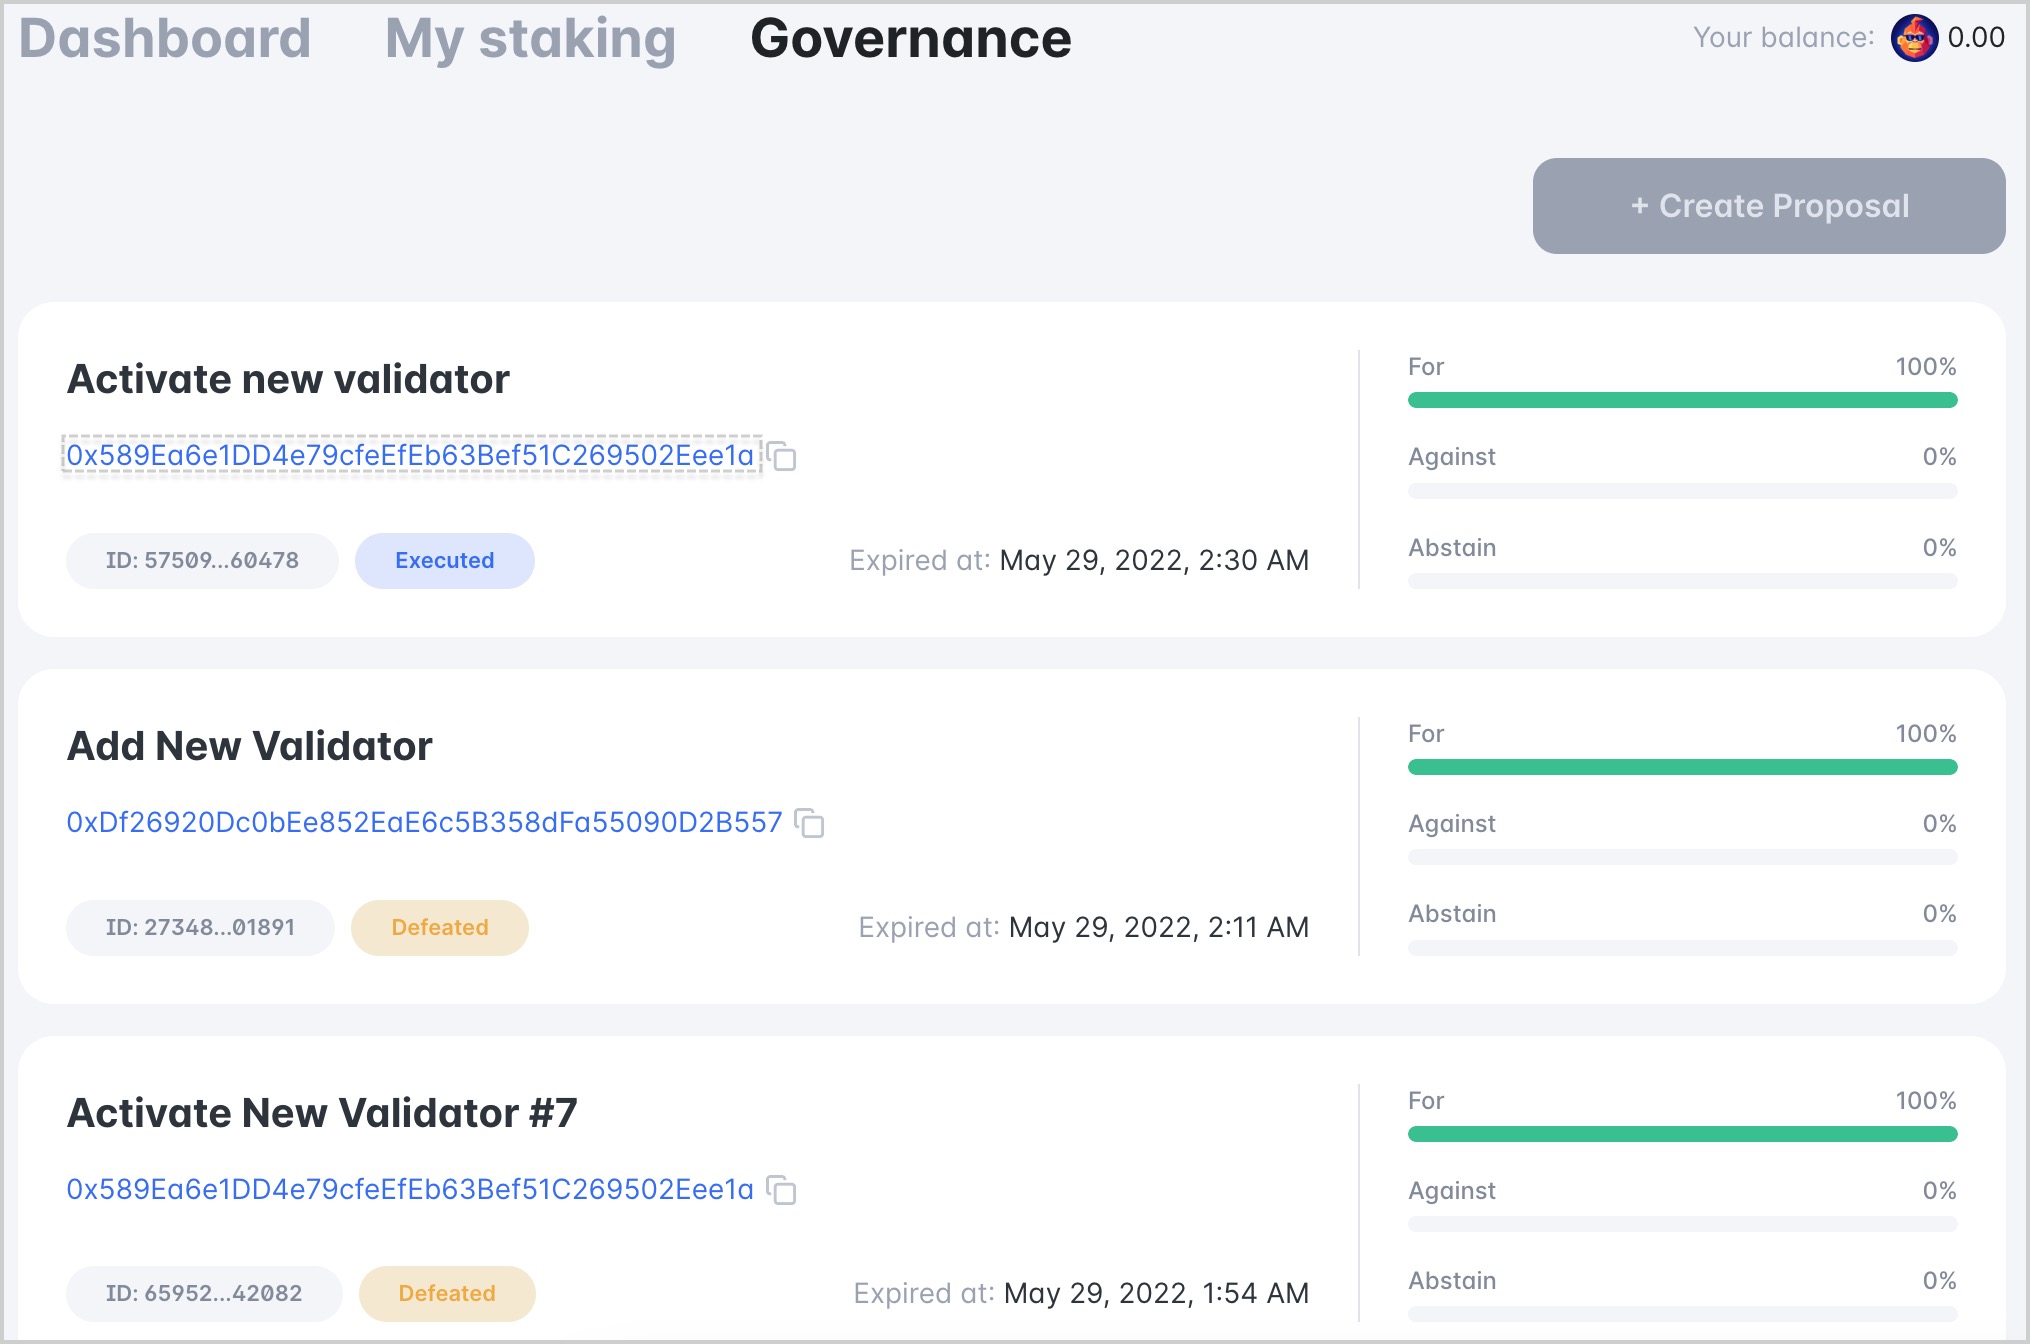 Dashboard My staking Governance Your balance: 0.00
+ Create Proposal
Activate new validator
0x589Ea6e1DD4e79cfeEfEb63Bef51C269502Eee1a
ID: 57509...60478 Executed Expired at: May 29, 2022, 2:30 AM
For 100%
Against 0%
Abstain 0%
Add New Validator
0xDf26920Dc0bEe852EaE6c5B358dFa55090D2B557
ID: 27348...01891 Defeated Expired at: May 29, 2022, 2:11 AM
For 100%
Against 0%
Abstain 0%
Activate New Validator #7
0x589Ea6e1DD4e79cfeEfEb63Bef51C269502Eee1a
ID: 65952...42082 Defeated Expired at: May 29, 2022, 1:54 AM
For 100%
Against 0%
Abstain 0%